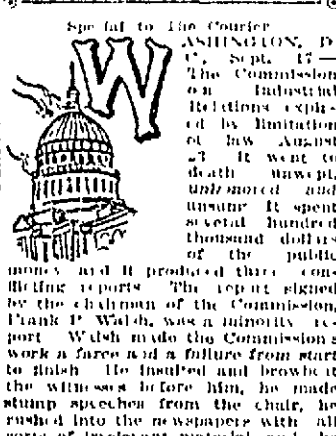 Special to The Courier
WASHINGTON, D
C, Sept. 17—
The Commission
on Industrial
Relations expir-
ed by limitation
of law August
23 It went to
death unwept,
unhonored and
unsung It spent
several hundred
thousand dollars
of the public
money and it produced three con-
flicting reports The report signed
by the chairman of the Commission,
Frank P Walsh, was a minority re-
port Walsh made the Commission's
work a farce and a failure from start
to finish He insulted and browbeat
the witnesses before him, he made
stump speeches from the chair, he
rushed into the newspapers with all